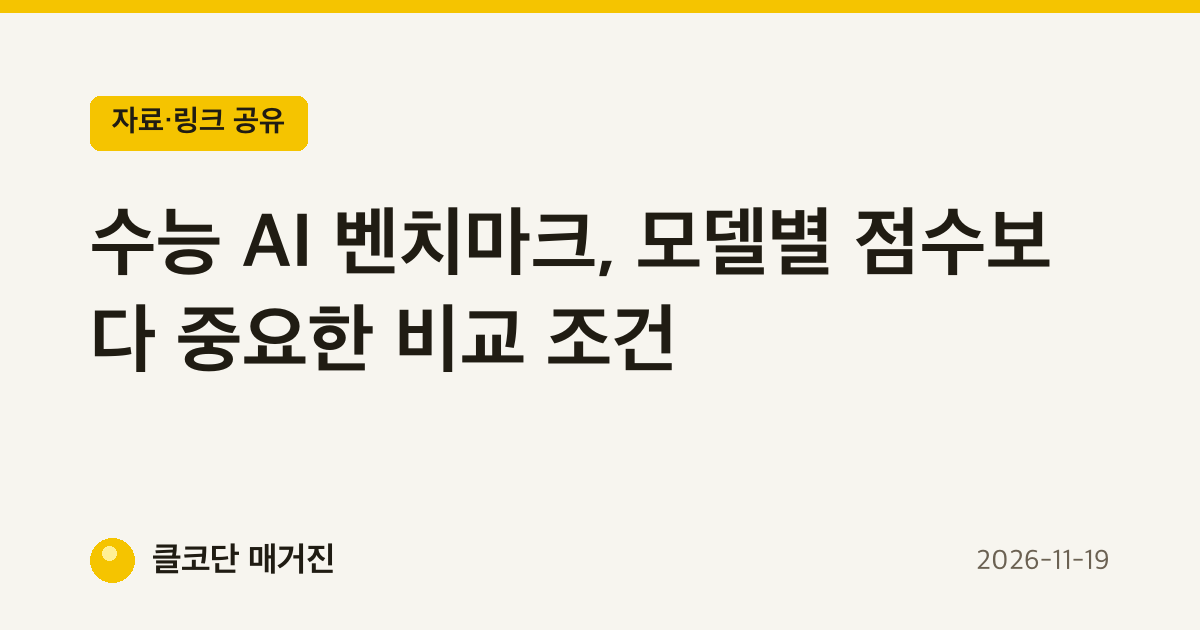 자료·링크 공유
수능 AI 벤치마크, 모델별 점수보
다 중요한 비교 조건
클코단 매거진
2026-11-19